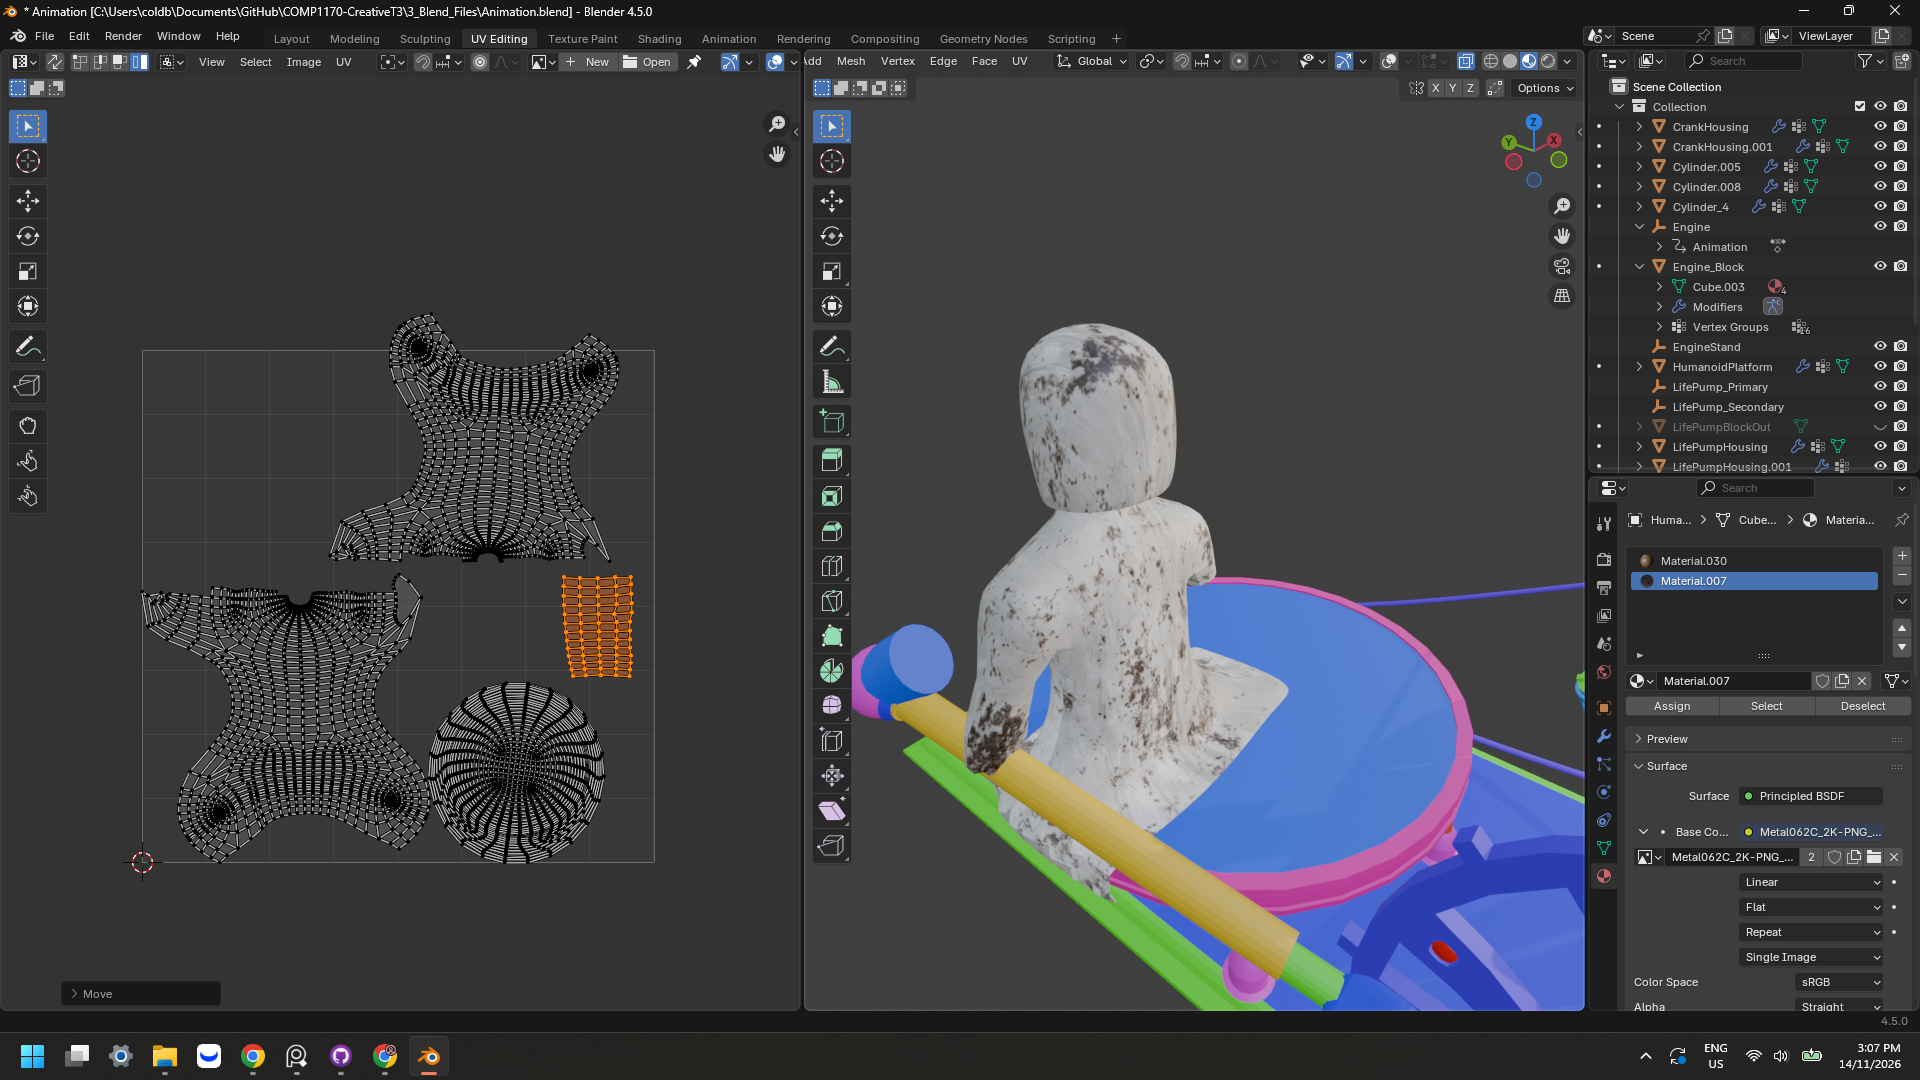 * Animation [C:\Users\coldb\Documents\GitHub\COMP1170-CreativeT3\3_Blend_Files\Animation.blend] - Blender 4.5.0
File Edit Render Window Help
Layout Modeling Sculpting UV Editing Texture Paint Shading Animation Rendering Compositing Geometry Nodes Scripting +
Scene
ViewLayer
View Select Image UV
New
Open
Add Mesh Vertex Edge Face UV
Global
Search
X Y Z
Options
Z
Y
X
Scene Collection
Collection
CrankHousing
CrankHousing.001
Cylinder.005
Cylinder.008
Cylinder_4
Engine
Animation
Engine_Block
Cube.003
4
Modifiers
Vertex Groups
16
EngineStand
HumanoidPlatform
LifePump_Primary
LifePump_Secondary
LifePumpBlockOut
LifePumpHousing
LifePumpHousing.001
Search
Huma... Cube... Materia...
Material.030
Material.007
Material.007
Assign Select Deselect
Preview
Surface
Surface Principled BSDF
Base Co... Metal062C_2K-PNG_...
Metal062C_2K-PNG_... 2
Linear
Flat
Repeat
Single Image
Color Space sRGB
Alpha Straight
Move
4.5.0
ENG
US
3:07 PM
14/11/2026